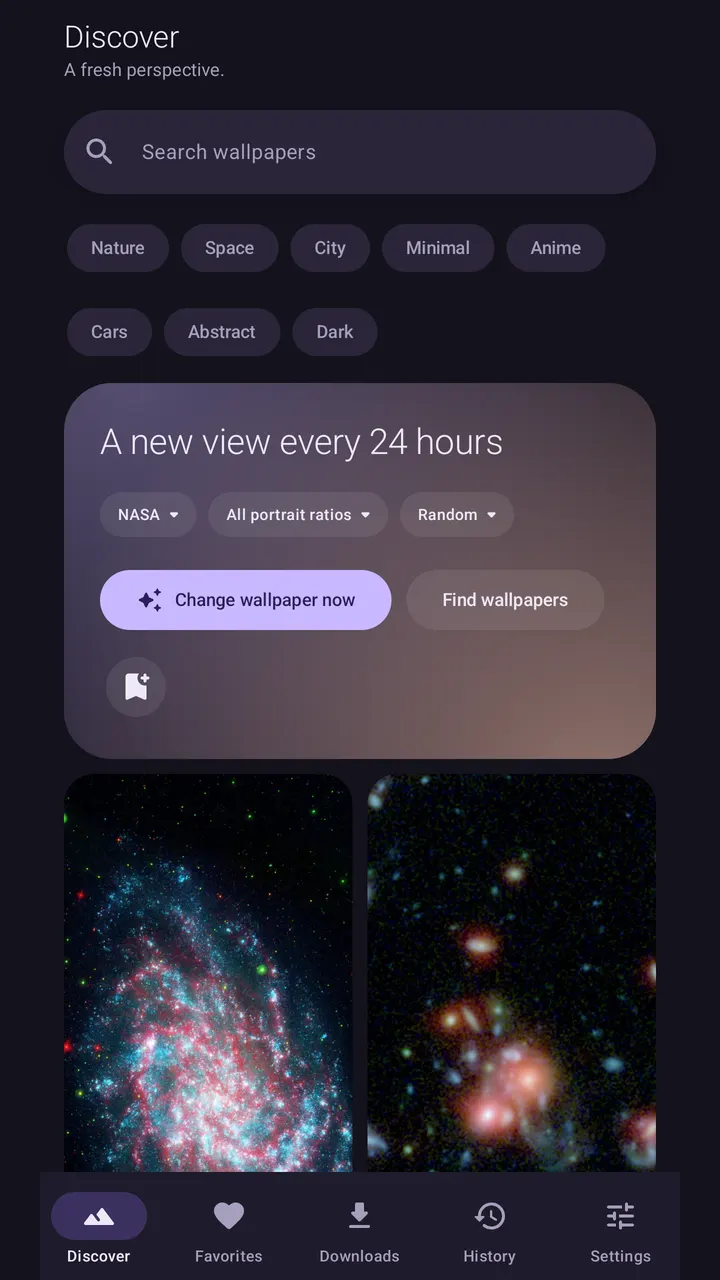 Discover
A fresh perspective.
Search wallpapers
Nature Space City Minimal Anime
Cars Abstract Dark
A new view every 24 hours
NASA All portrait ratios Random
Change wallpaper now Find wallpapers
Discover Favorites Downloads History Settings